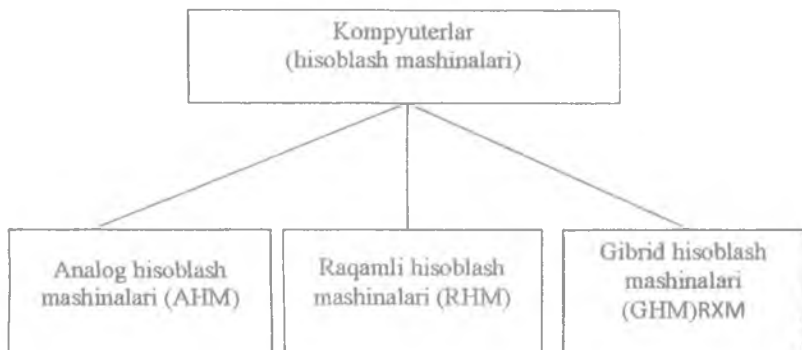 Kompyuterlar
(hisoblash mashinalari)
Analog hisoblash
mashinalari (AHM)
Raqamli hisoblash
mashinalari (RHM)
Gibrid hisoblash
mashinalari
(GHM)RXM